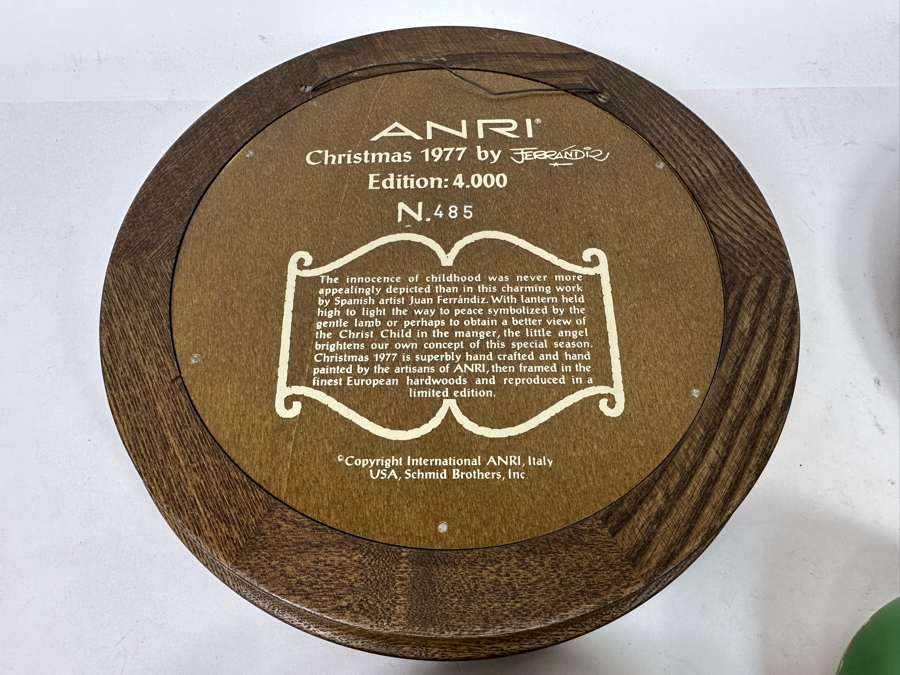 ANRI®
Christmas 1977 by FERRÁNDIZ
Edition: 4.000
N. 485
The innocence of childhood was never more
appealingly depicted than in this charming work
by Spanish artist Juan Ferrándiz. With lantern held
high to light the way to peace symbolized by the
gentle lamb or perhaps to obtain a better view of
the Christ Child in the manger, the little angel
brightens our own concept of this special season.
Christmas 1977 is superbly hand crafted and hand
painted by the artisans of ANRI, then framed in the
finest European hardwoods and reproduced in a
limited edition.
©Copyright International ANRI, Italy
USA, Schmid Brothers, Inc